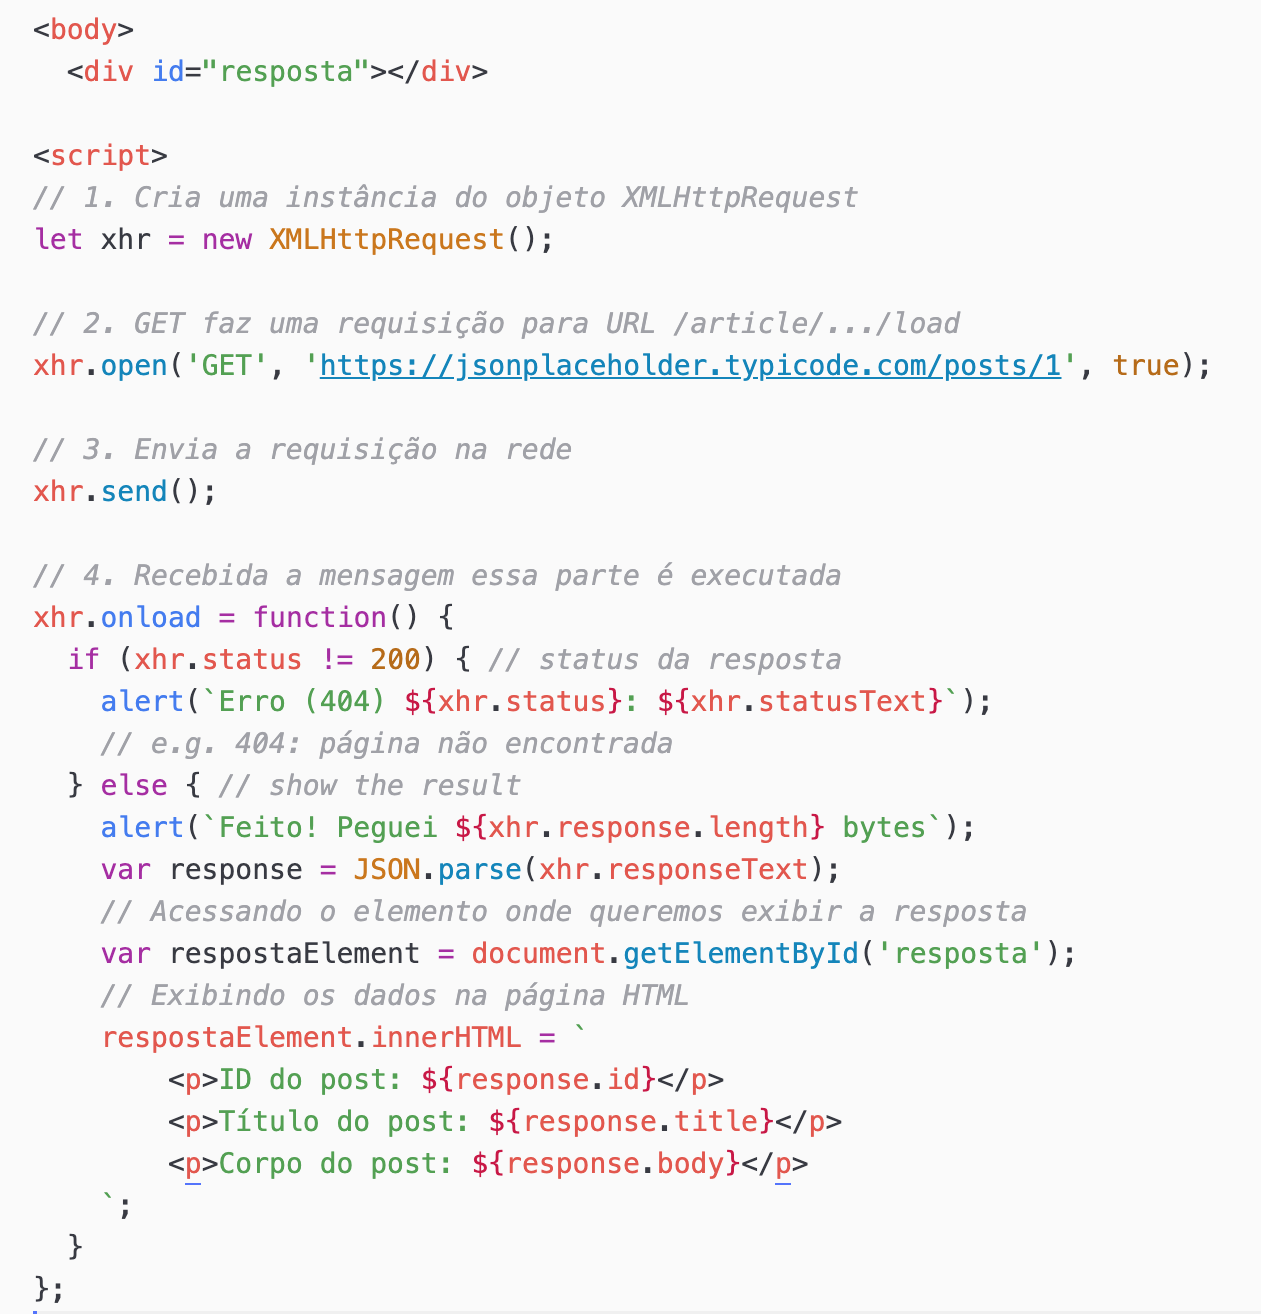 <body>
  <div id="resposta"></div>

<script>
// 1. Cria uma instância do objeto XMLHttpRequest
let xhr = new XMLHttpRequest();

// 2. GET faz uma requisição para URL /article/.../load
xhr.open('GET', 'https://jsonplaceholder.typicode.com/posts/1', true);

// 3. Envia a requisição na rede
xhr.send();

// 4. Recebida a mensagem essa parte é executada
xhr.onload = function() {
  if (xhr.status != 200) { // status da resposta
    alert(`Erro (404) ${xhr.status}: ${xhr.statusText}`);
    // e.g. 404: página não encontrada
  } else { // show the result
    alert(`Feito! Peguei ${xhr.response.length} bytes`);
    var response = JSON.parse(xhr.responseText);
    // Acessando o elemento onde queremos exibir a resposta
    var respostaElement = document.getElementById('resposta');
    // Exibindo os dados na página HTML
    respostaElement.innerHTML = `
        <p>ID do post: ${response.id}</p>
        <p>Título do post: ${response.title}</p>
        <p>Corpo do post: ${response.body}</p>
    `;
  }
};